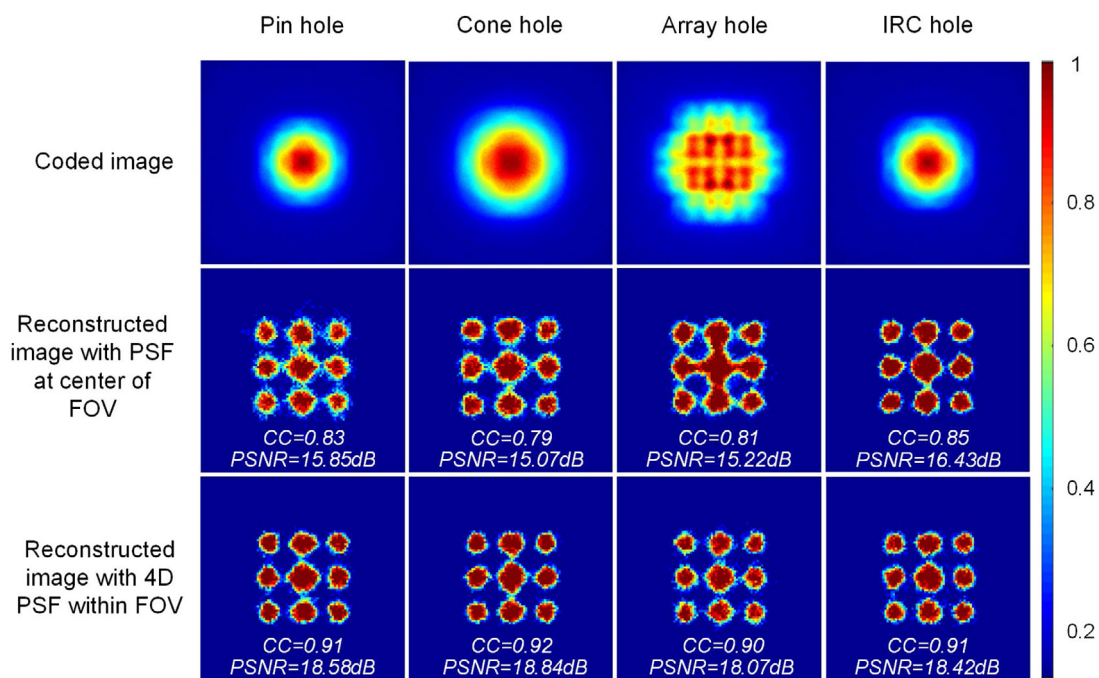 Pin hole
Cone hole
Array hole
IRC hole
1
Coded image
0.8
Reconstructed
image with PSF
at center of
FOV
CC=0.83
PSNR=15.85dB
CC=0.79
PSNR=15.07dB
CC=0.81
PSNR=15.22dB
CC=0.85
PSNR=16.43dB
0.6
0.4
Reconstructed
image with 4D
PSF within FOV
CC=0.91
PSNR=18.58dB
CC=0.92
PSNR=18.84dB
CC=0.90
PSNR=18.07dB
CC=0.91
PSNR=18.42dB
0.2